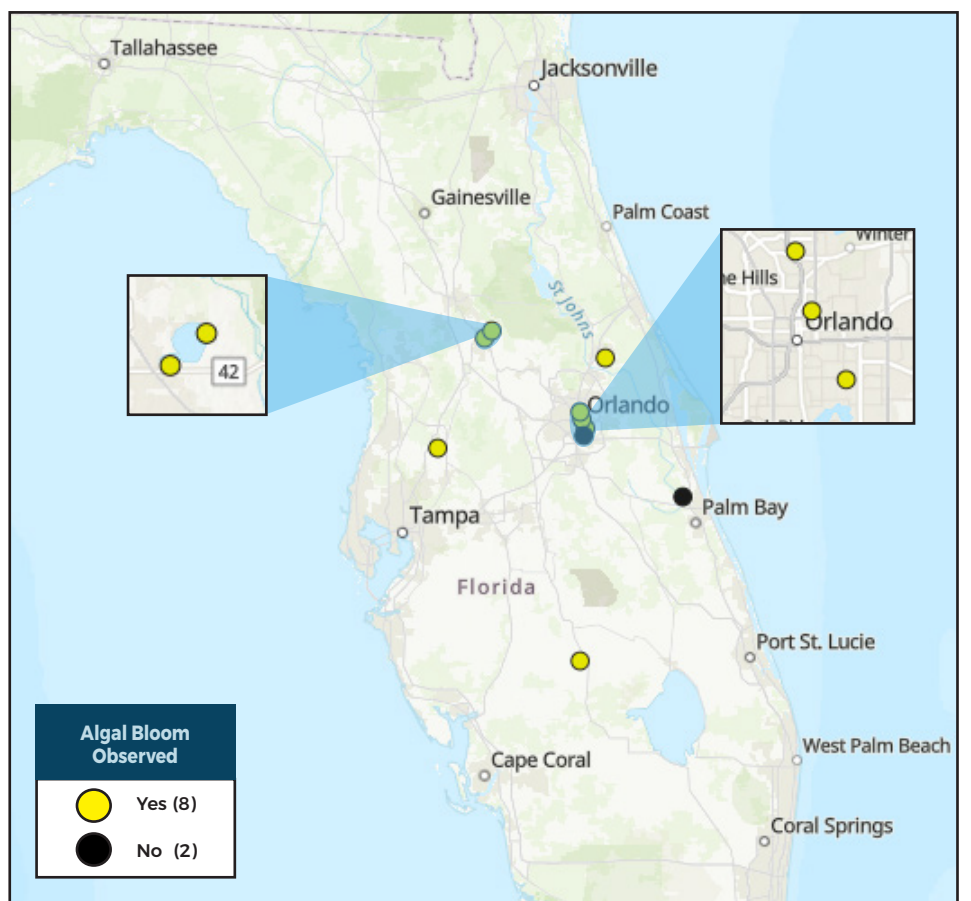 Tallahassee
Jacksonville
Gainesville
Palm Coast
St Johns
Winter
ne Hills
Orlando
42
Orlando
Tampa
Palm Bay
Florida
Port St. Lucie
Algal Bloom
Observed
Yes (8)
No (2)
Cape Coral
West Palm Beach
Coral Springs